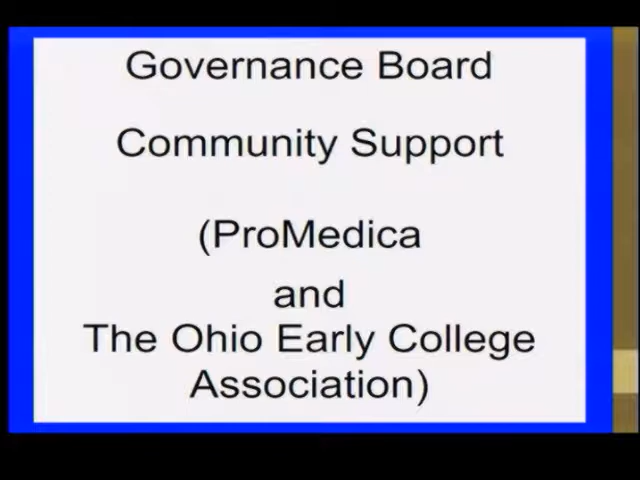 Governance Board
Community Support
(ProMedica
and
The Ohio Early College
Association)